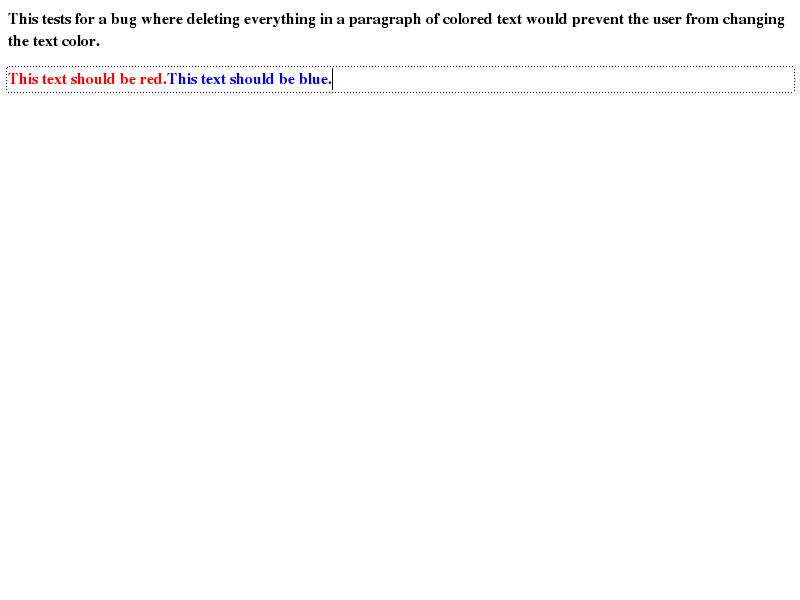 This tests for a bug where deleting everything in a paragraph of colored text would prevent the user from changing
the text color.
This text should be red.This text should be blue.